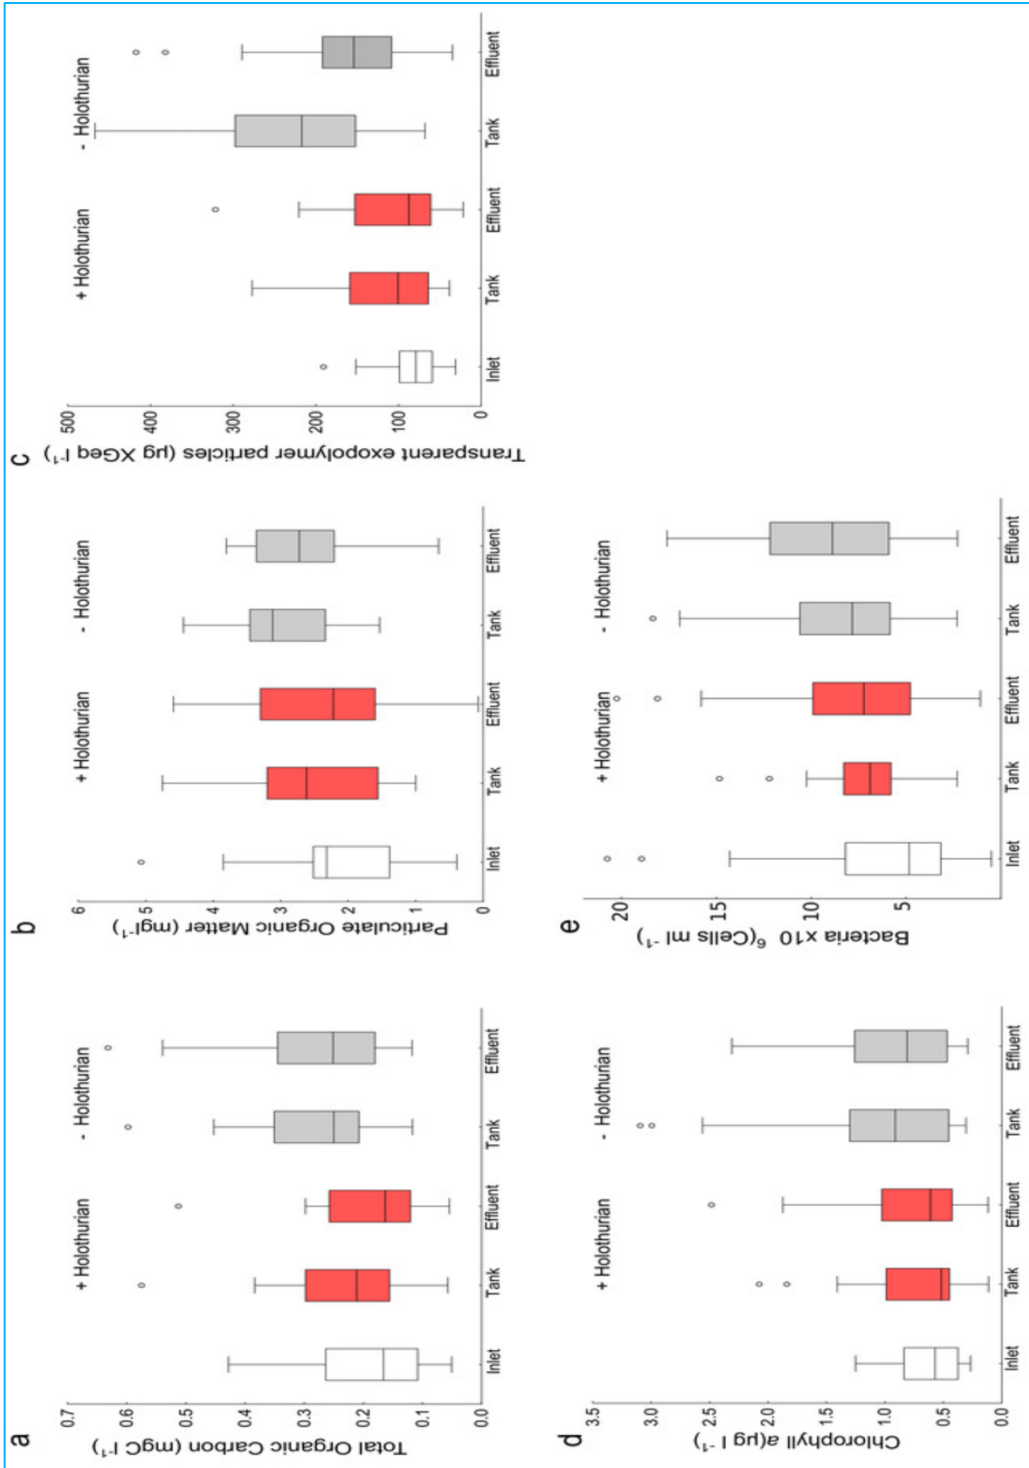 a
Total Organic Carbon (mgC l⁻¹)
0.7
0.6
0.5
0.4
0.3
0.2
0.1
0.0
+ Holothurian
- Holothurian
Inlet
Tank
Effluent
Tank
Effluent
b
Particulate Organic Matter (mgl⁻¹)
6
5
4
3
2
1
0
+ Holothurian
- Holothurian
Inlet
Tank
Effluent
Tank
Effluent
c
Transparent exopolymer particles (µg XGeq l⁻¹)
500
400
300
200
100
0
+ Holothurian
- Holothurian
Inlet
Tank
Effluent
Tank
Effluent
d
Chlorophyll a(µg l⁻¹)
3.5
3.0
2.5
2.0
1.5
1.0
0.5
0.0
+ Holothurian
- Holothurian
Inlet
Tank
Effluent
Tank
Effluent
e
Bacteria x10 ⁶(Cells ml⁻¹)
20
15
10
5
+ Holothurian
- Holothurian
Inlet
Tank
Effluent
Tank
Effluent